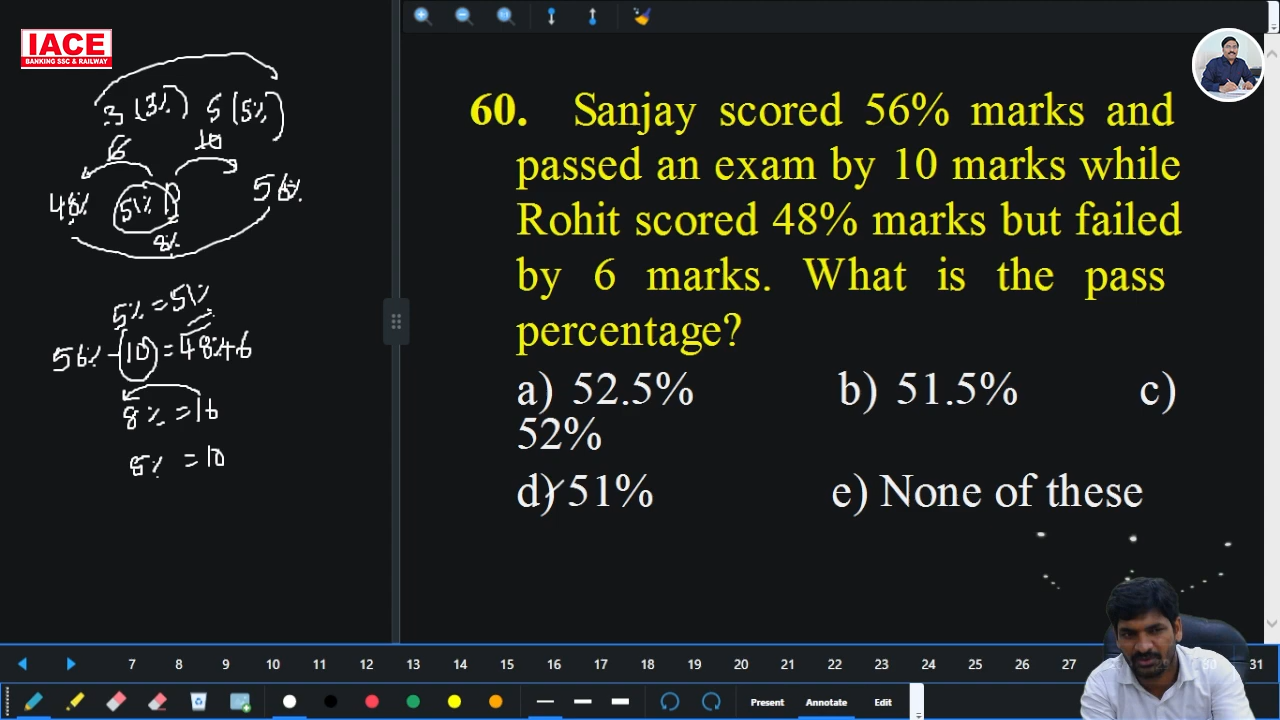 IACE
BANKING SSC & RAILWAY
3 (3%) 5 (5%)
6 10
48% 51% P 56%
8%
5% = 51%
56% - 10 = 48% + 6
8% = 16
5% = 10
60. Sanjay scored 56% marks and
passed an exam by 10 marks while
Rohit scored 48% marks but failed
by 6 marks. What is the pass
percentage?
a) 52.5% b) 51.5% c)
52%
d) 51% e) None of these
7 8 9 10 11 12 13 14 15 16 17 18 19 20 21 22 23 24 25 26 27 30 31
Present Annotate Edit